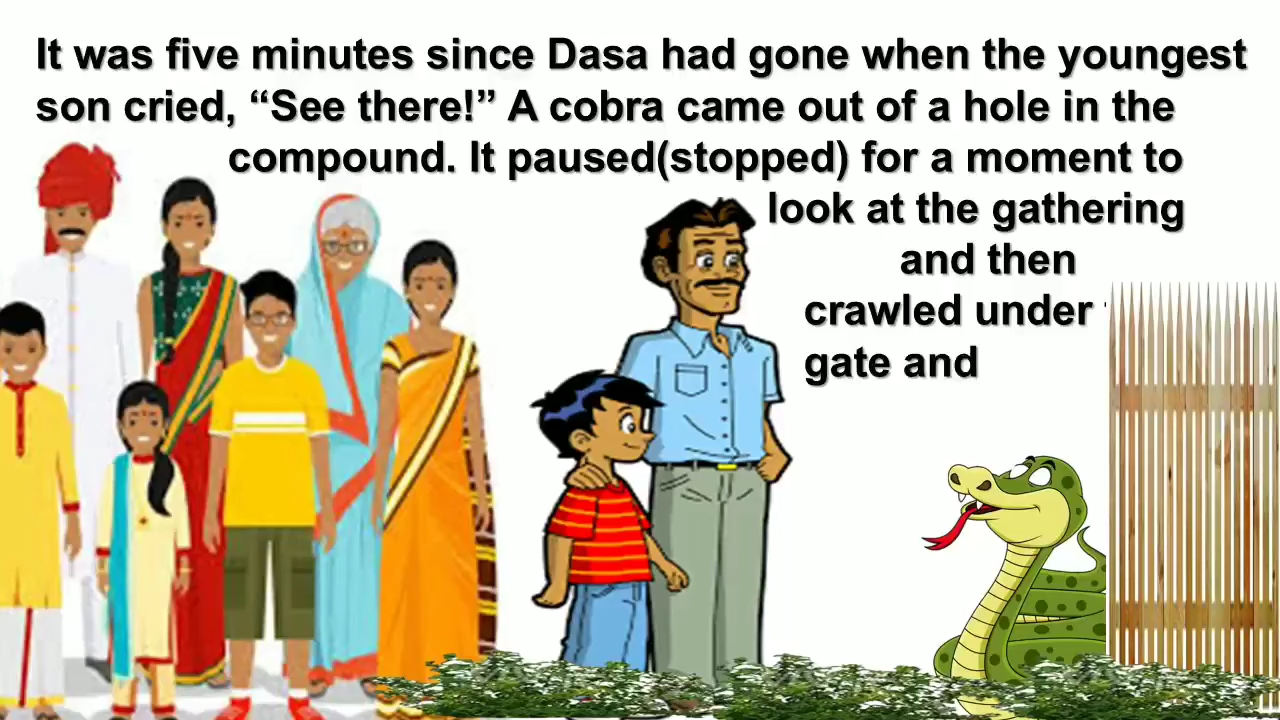 It was five minutes since Dasa had gone when the youngest
son cried, “See there!” A cobra came out of a hole in the
compound. It paused(stopped) for a moment to
look at the gathering
and then
crawled under
gate and